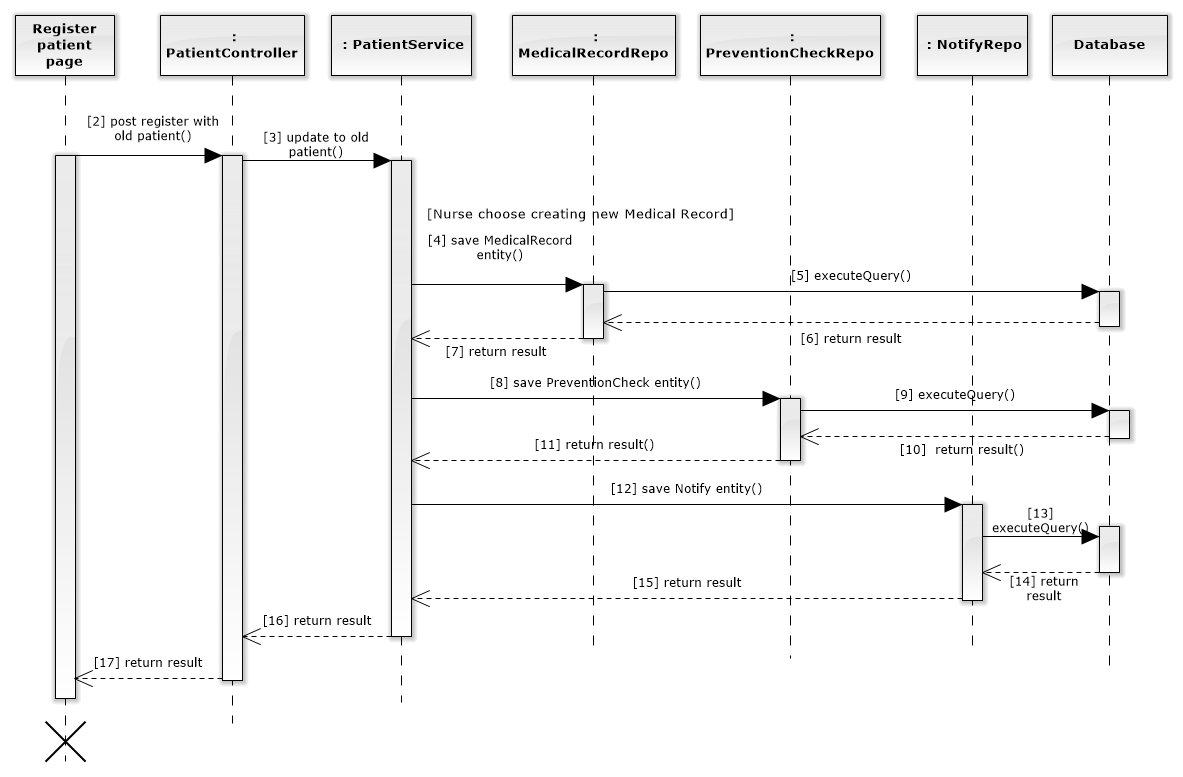 Register
patient
page
:
PatientController
: PatientService
:
MedicalRecordRepo
:
PreventionCheckRepo
: NotifyRepo
Database
[2] post register with
old patient()
[3] update to old
patient()
[Nurse choose creating new Medical Record]
[4] save MedicalRecord
entity()
[5] executeQuery()
[6] return result
[7] return result
[8] save PreventionCheck entity()
[9] executeQuery()
[10]  return result()
[11] return result()
[12] save Notify entity()
[13]
executeQuery()
[14] return
result
[15] return result
[16] return result
[17] return result